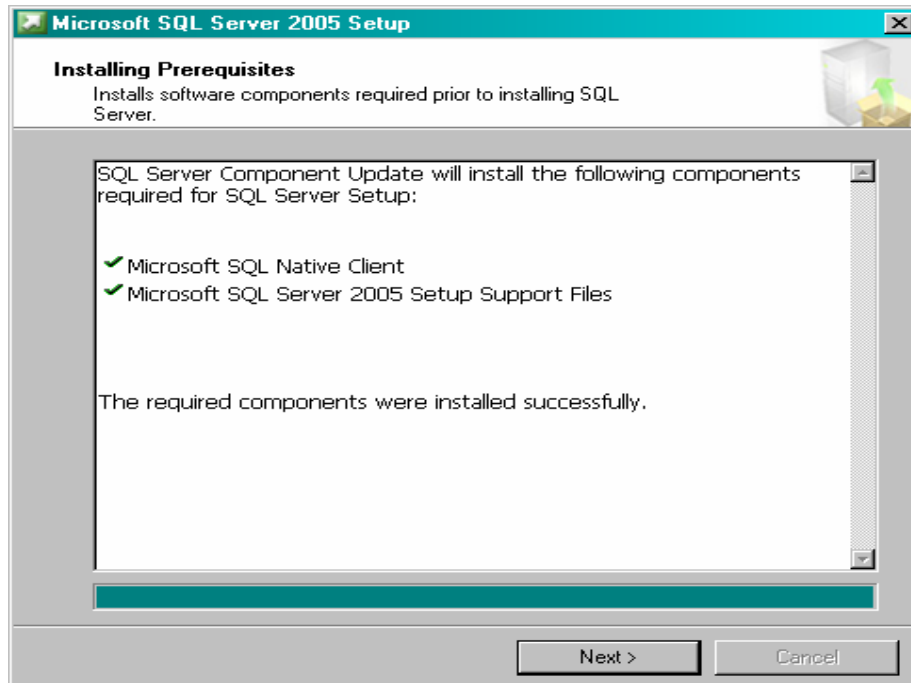 Microsoft SQL Server 2005 Setup
Installing Prerequisites
Installs software components required prior to installing SQL
Server.
SQL Server Component Update will install the following components
required for SQL Server Setup:
Microsoft SQL Native Client
Microsoft SQL Server 2005 Setup Support Files
The required components were installed successfully.
Next >
Cancel